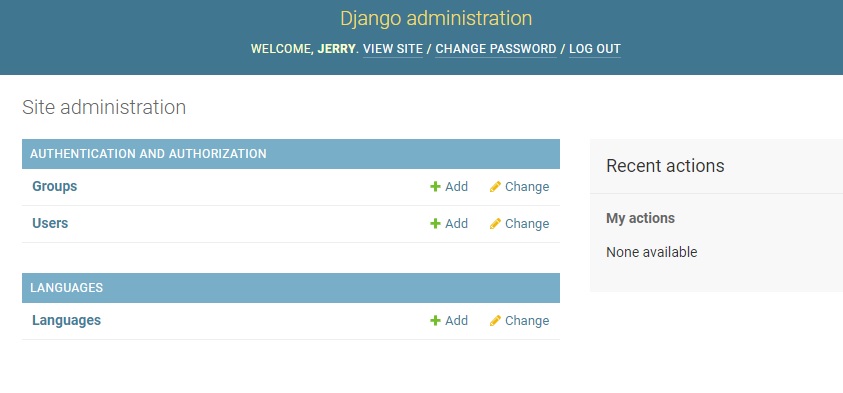 Django administration
WELCOME, JERRY. VIEW SITE / CHANGE PASSWORD / LOG OUT
Site administration
AUTHENTICATION AND AUTHORIZATION
Groups Add Change
Users Add Change
LANGUAGES
Languages Add Change
Recent actions
My actions
None available